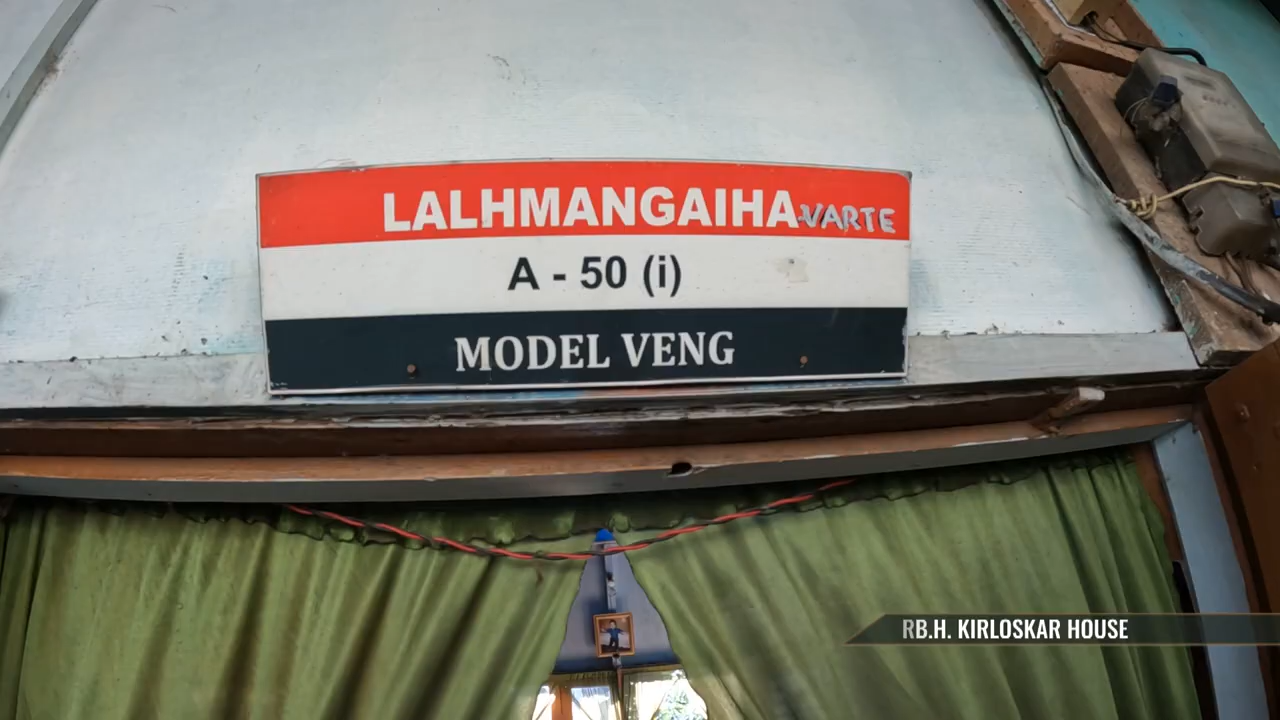 LALHMANGAIHA-VARTE
A - 50 (i)
MODEL VENG
RB.H. KIRLOSKAR HOUSE